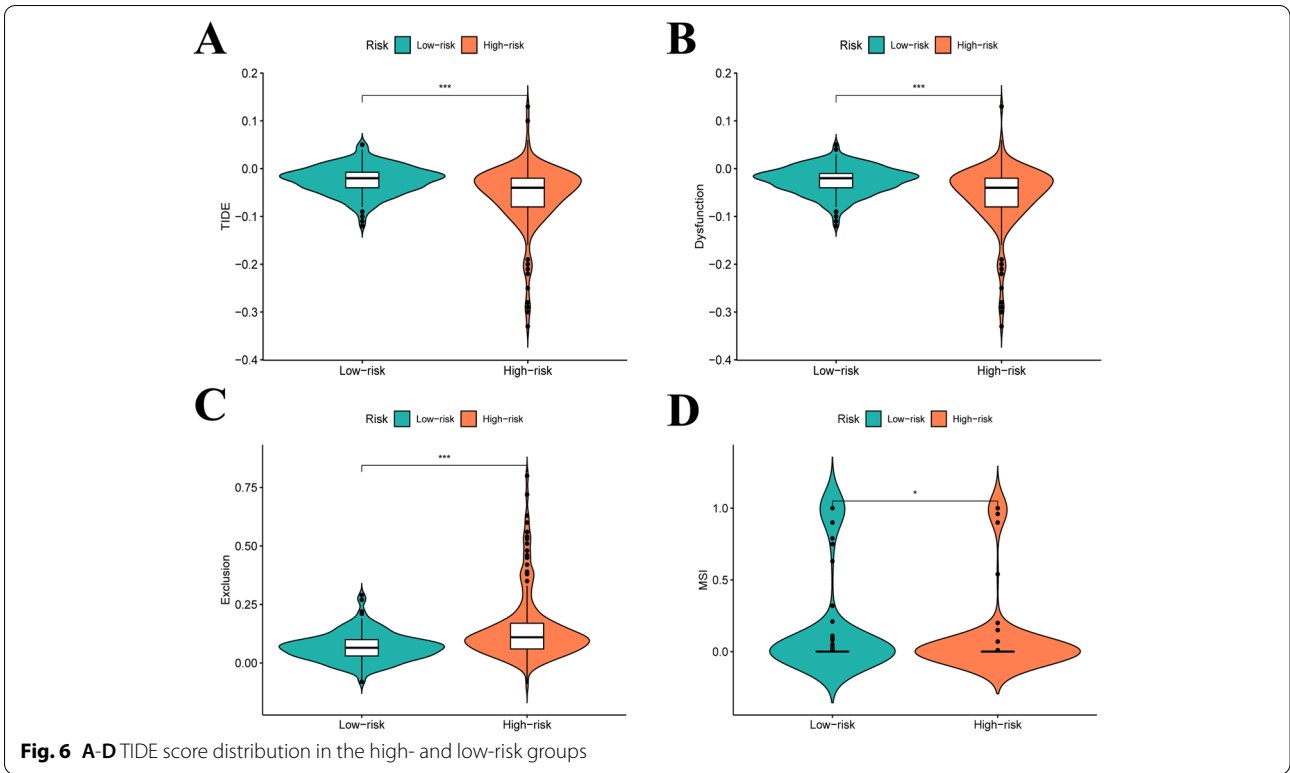 A
Risk Low−risk High−risk
***
TIDE
0.2
0.1
0.0
−0.1
−0.2
−0.3
−0.4
Low−risk High−risk
B
Risk Low−risk High−risk
***
Dysfunction
0.2
0.1
0.0
−0.1
−0.2
−0.3
−0.4
Low−risk High−risk
C
Risk Low−risk High−risk
***
Exclusion
0.75
0.50
0.25
0.00
Low−risk High−risk
D
Risk Low−risk High−risk
*
MSI
1.0
0.5
0.0
Low−risk High−risk
Fig. 6 A-D TIDE score distribution in the high- and low-risk groups